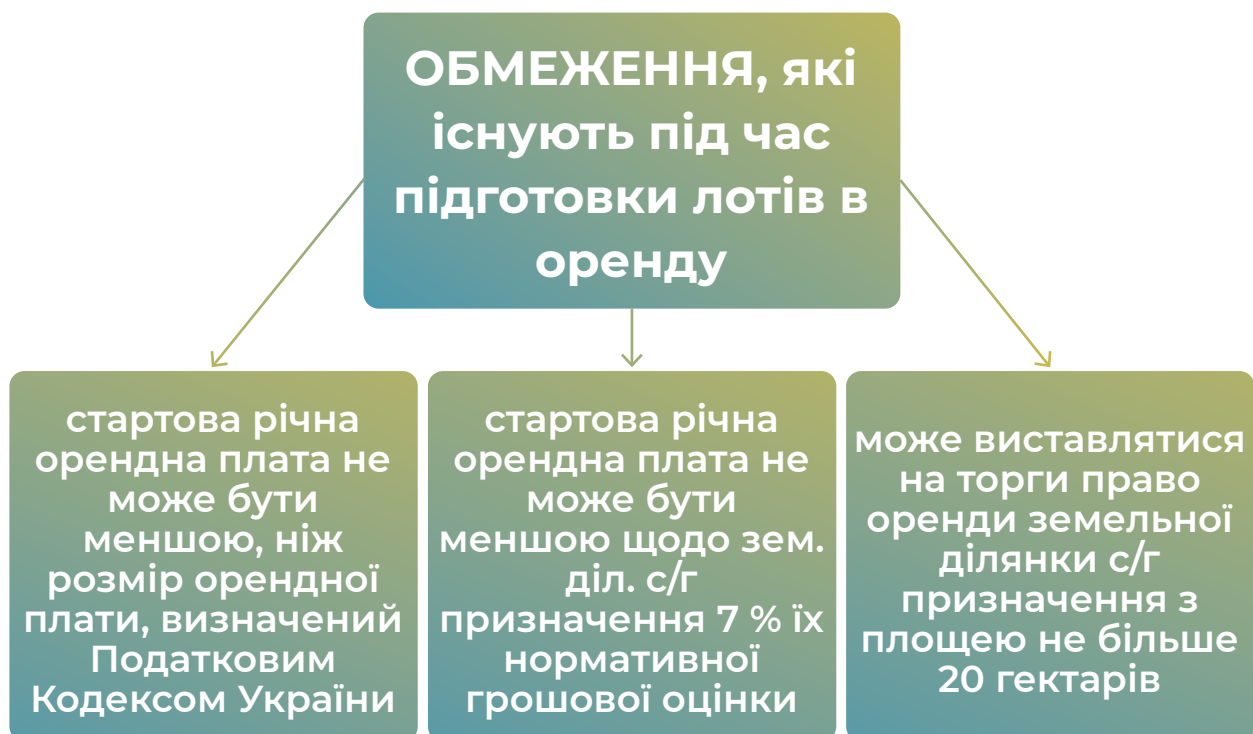 ОБМЕЖЕННЯ, які
існують під час
підготовки лотів в
оренду
стартова річна
орендна плата не
може бути
меншою, ніж
розмір орендної
плати, визначений
Податковим
Кодексом України
стартова річна
орендна плата не
може бути
меншою щодо зем.
діл. с/г
призначення 7 % їх
нормативної
грошової оцінки
може виставлятися
на торги право
оренди земельної
ділянки с/г
призначення з
площею не більше
20 гектарів